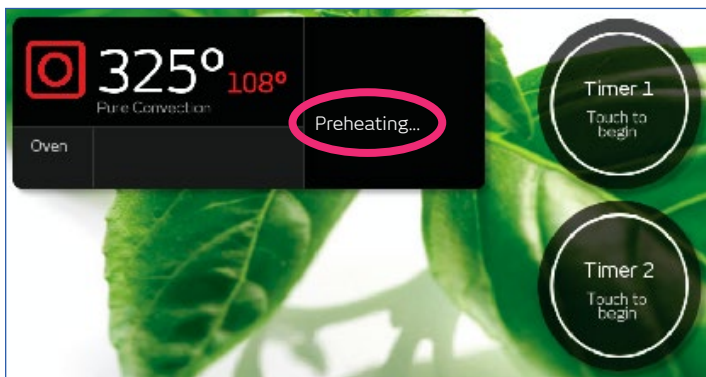 325° 108°
Pure Convection
Preheating...
Oven
Timer 1
Touch to
begin
Timer 2
Touch to
begin